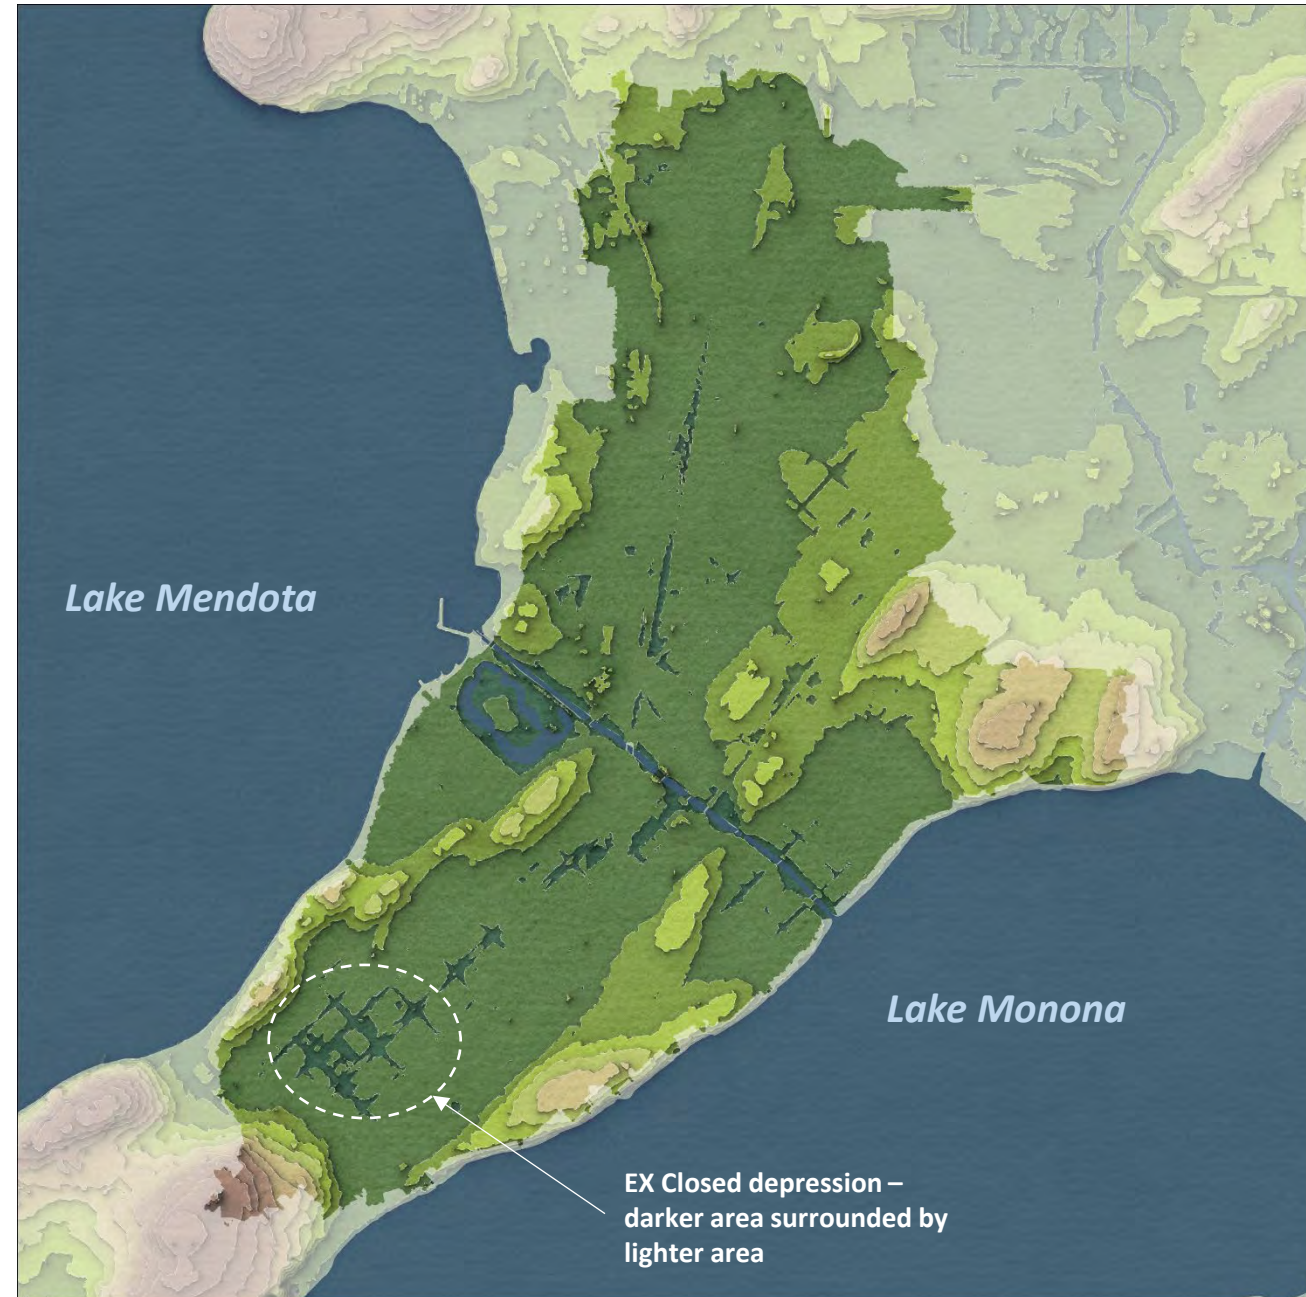 Lake Mendota
Lake Monona
EX Closed depression –
darker area surrounded by
lighter area